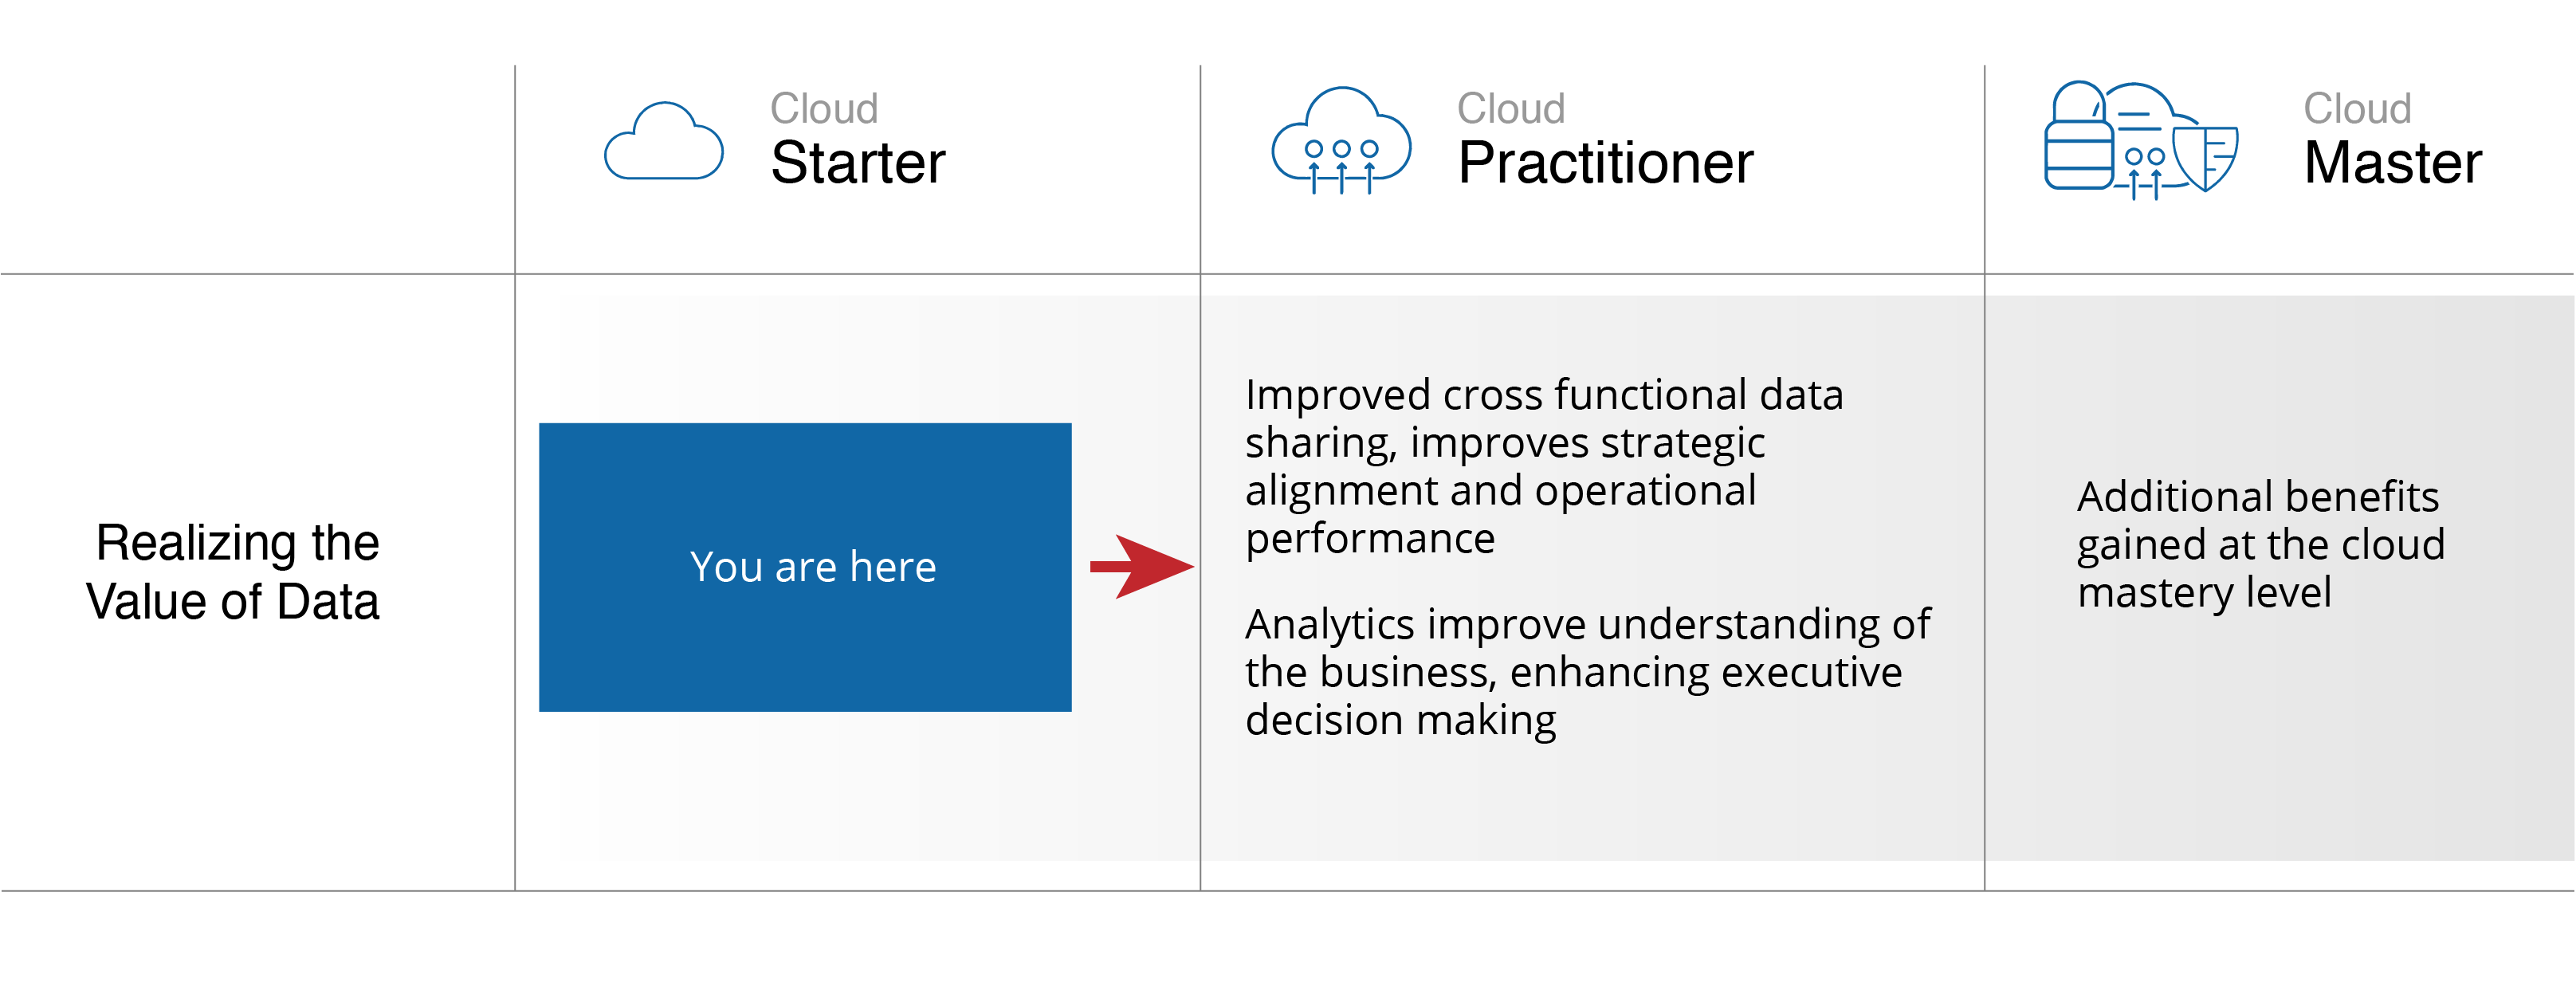 Cloud
Starter
Cloud
Practitioner
Cloud
Master
Realizing the
Value of Data
You are here
Improved cross functional data
sharing, improves strategic
alignment and operational
performance
Analytics improve understanding of
the business, enhancing executive
decision making
Additional benefits
gained at the cloud
mastery level